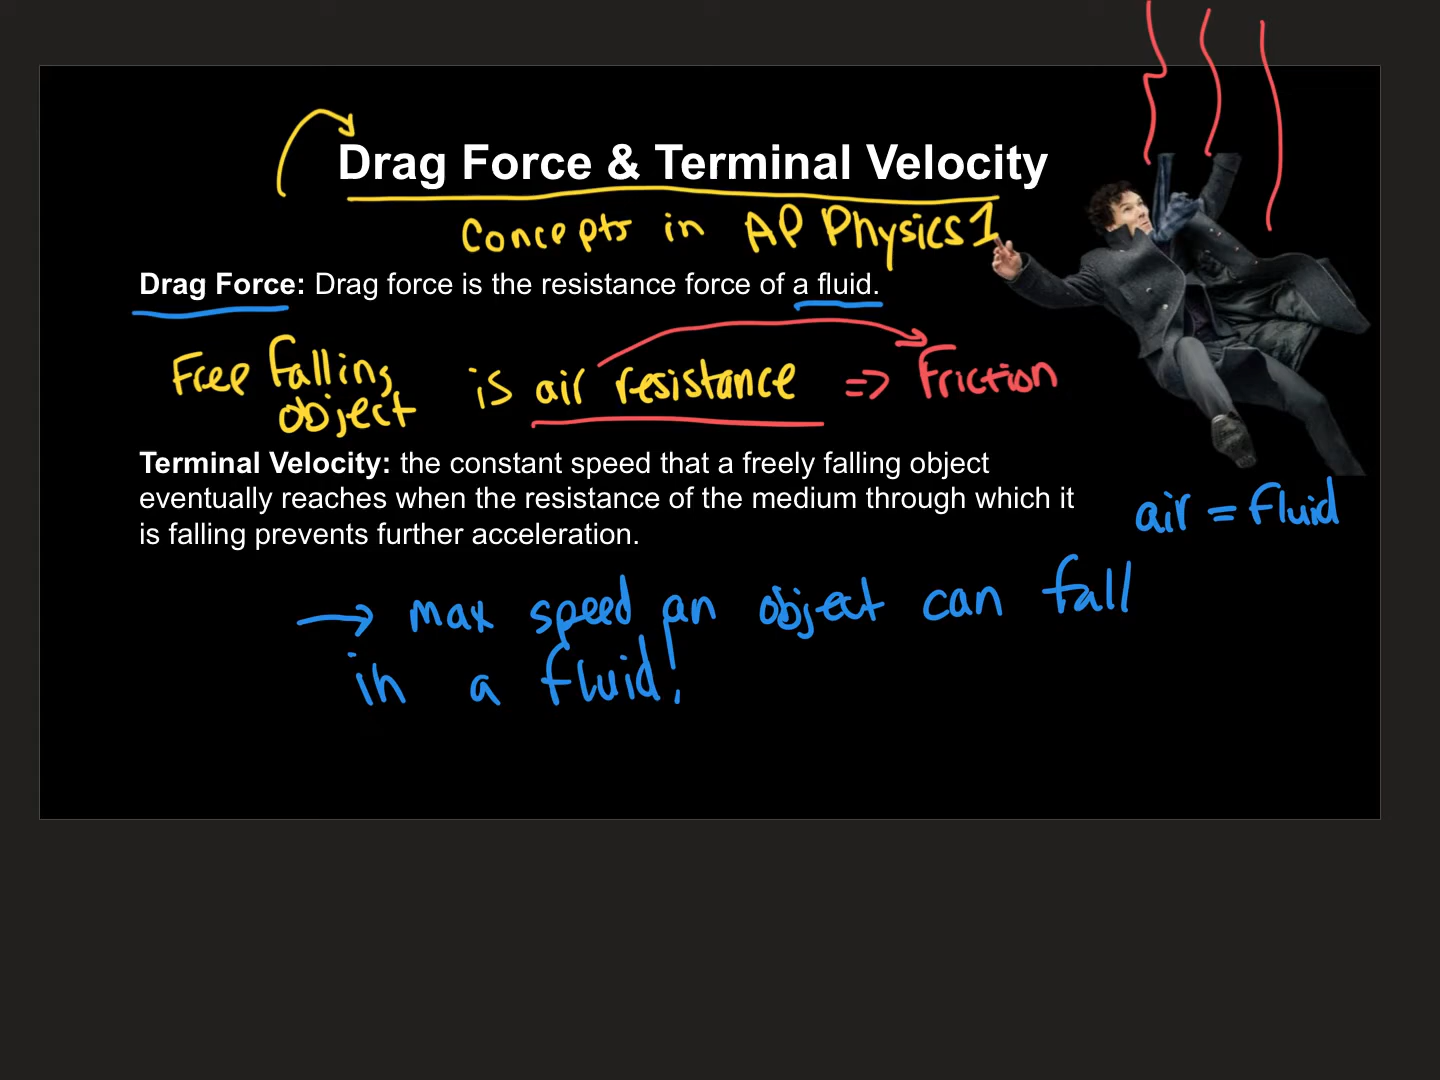 Drag Force & Terminal Velocity
Concepts in AP Physics 1
Drag Force: Drag force is the resistance force of a fluid.
Free falling object is air resistance => Friction
Terminal Velocity: the constant speed that a freely falling object
eventually reaches when the resistance of the medium through which it
is falling prevents further acceleration.
air = fluid
→ max speed an object can fall
in a fluid!